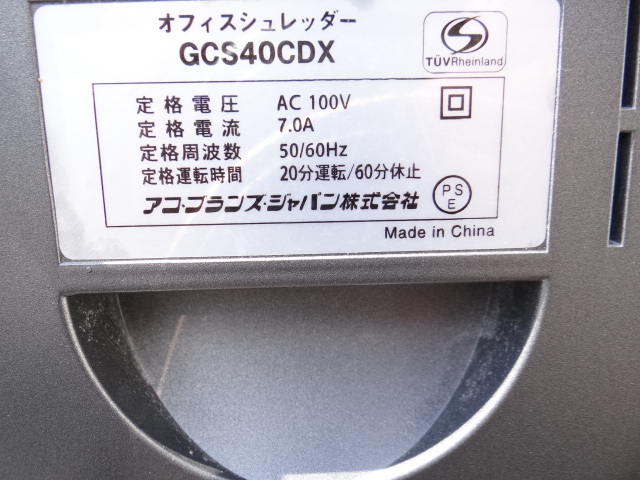 オフィスシュレッダー
GCS40CDX
TÜVRheinland
定格電圧 AC 100V
定格電流 7.0A
定格周波数 50/60Hz
定格運転時間 20分運転/60分休止
アコ・ブランズ・ジャパン株式会社
PS
E
Made in China